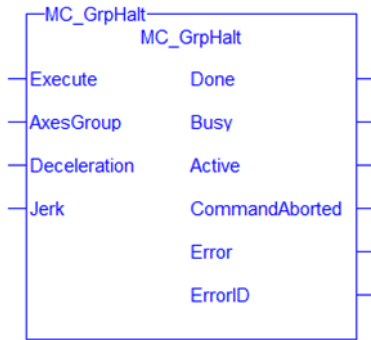 MC_GrpHalt
MC_GrpHalt
Execute Done
AxesGroup Busy
Deceleration Active
Jerk CommandAborted
Error
ErrorID